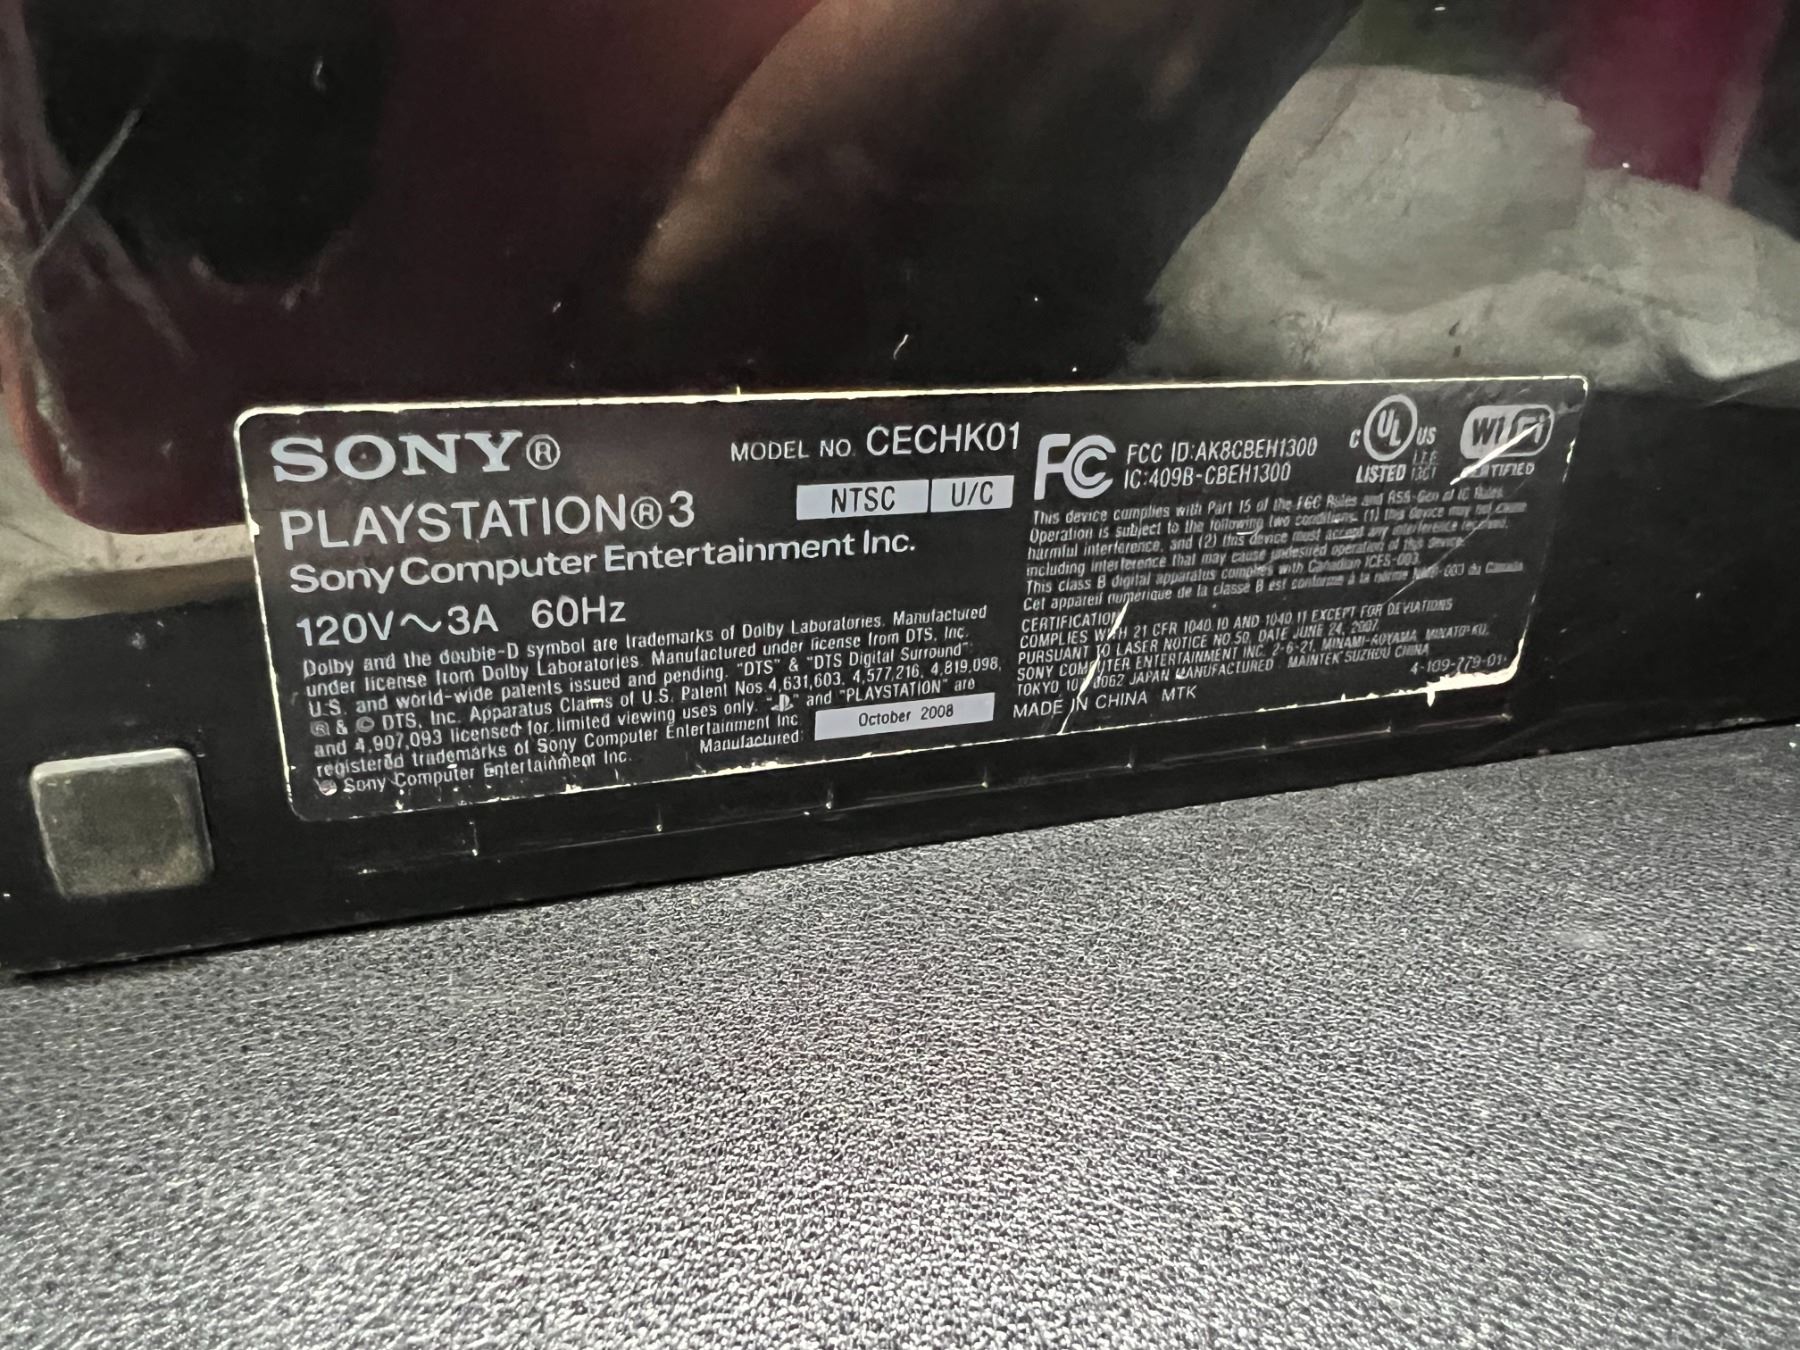 SONY®
PLAYSTATION®3
Sony Computer Entertainment Inc.
120V~3A 60Hz
MODEL NO. CECHK01
NTSC U/C
Dolby and the double-D symbol are trademarks of Dolby Laboratories. Manufactured
under license from Dolby Laboratories. Manufactured under license from DTS, Inc.
U.S. and world-wide patents issued and pending. "DTS" & "DTS Digital Surround"
® & © DTS, Inc. Apparatus Claims of U.S. Patent Nos. 4,631,603, 4,577,216, 4,819,098,
and 4,907,093 licensed for limited viewing uses only. and "PLAYSTATION" are
registered trademarks of Sony Computer Entertainment Inc.
Sony Computer Entertainment Inc.
Manufactured: October 2008
FC FCC ID:AK8CBEH1300
IC:409B-CBEH1300
C UL US
LISTED
Wi Fi
This device complies with Part 15 of the FCC Rules and RSS-Gen of IC Rules.
Operation is subject to the following two conditions. (1) this device may not cause
harmful interference, and (2) this device must accept any interference received,
including interference that may cause undesired operation of this device.
This class B digital apparatus complies with Canadian ICES-003.
Cet appareil numérique de la classe B est conforme à la norme NMB-003 du Canada.
CERTIFICATION
COMPLIES WITH 21 CFR 1040.10 AND 1040.11 EXCEPT FOR DEVIATIONS
PURSUANT TO LASER NOTICE NO.50, DATE JUNE 24, 2007.
SONY COMPUTER ENTERTAINMENT INC. 2-6-21, MINAMI-AOYAMA, MINATO-KU,
TOKYO 107 0062 JAPAN MANUFACTURED : MAINTEK SUZHOU CHINA
MADE IN CHINA MTK
4-109-779-01